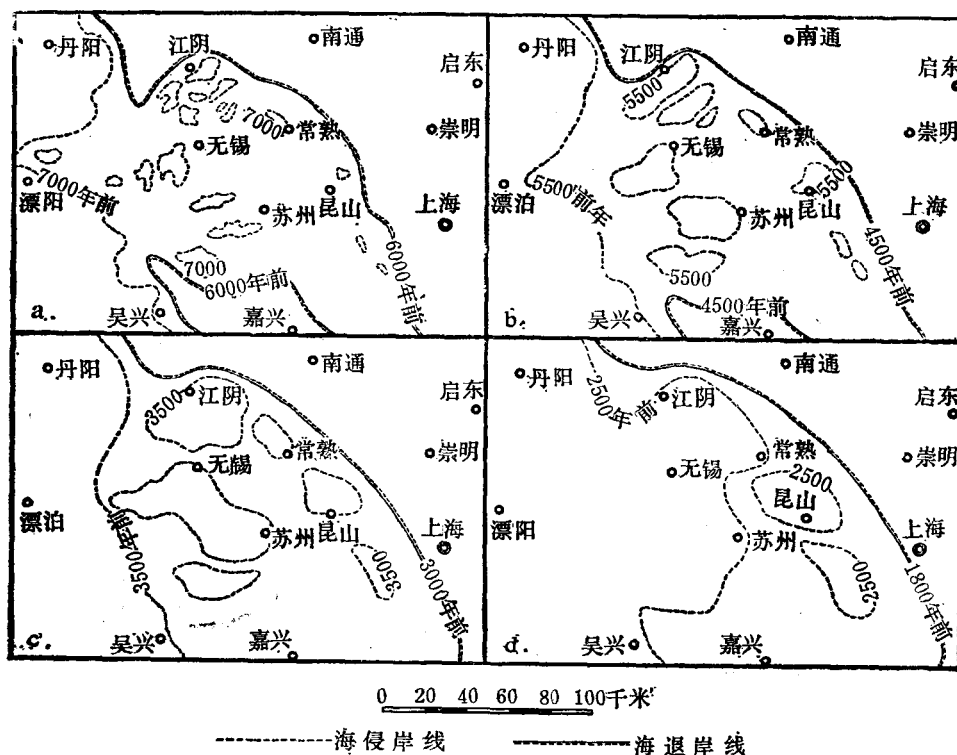 丹阳
江阴
南通
启东
7000
常熟
崇明
无锡
7000年前
溧阳
苏州
昆山
上海
7000
6000年前
6000年前
吴兴
嘉兴
a.
丹阳
江阴
南通
启东
5500
常熟
崇明
无锡
5500
5500前年
漂泊
苏州
昆山
上海
5500
4500年前
4500年前
吴兴
嘉兴
b.
丹阳
江阴
南通
启东
3500
常熟
崇明
无锡
漂泊
苏州
昆山
上海
3500年前
3500
3000年前
吴兴
嘉兴
c.
丹阳
2500年前
江阴
南通
启东
常熟
崇明
无锡
2500
昆山
溧阳
苏州
上海
2500
1800年前
吴兴
嘉兴
d.
0 20 40 60 80 100千米
海侵岸线 海退岸线